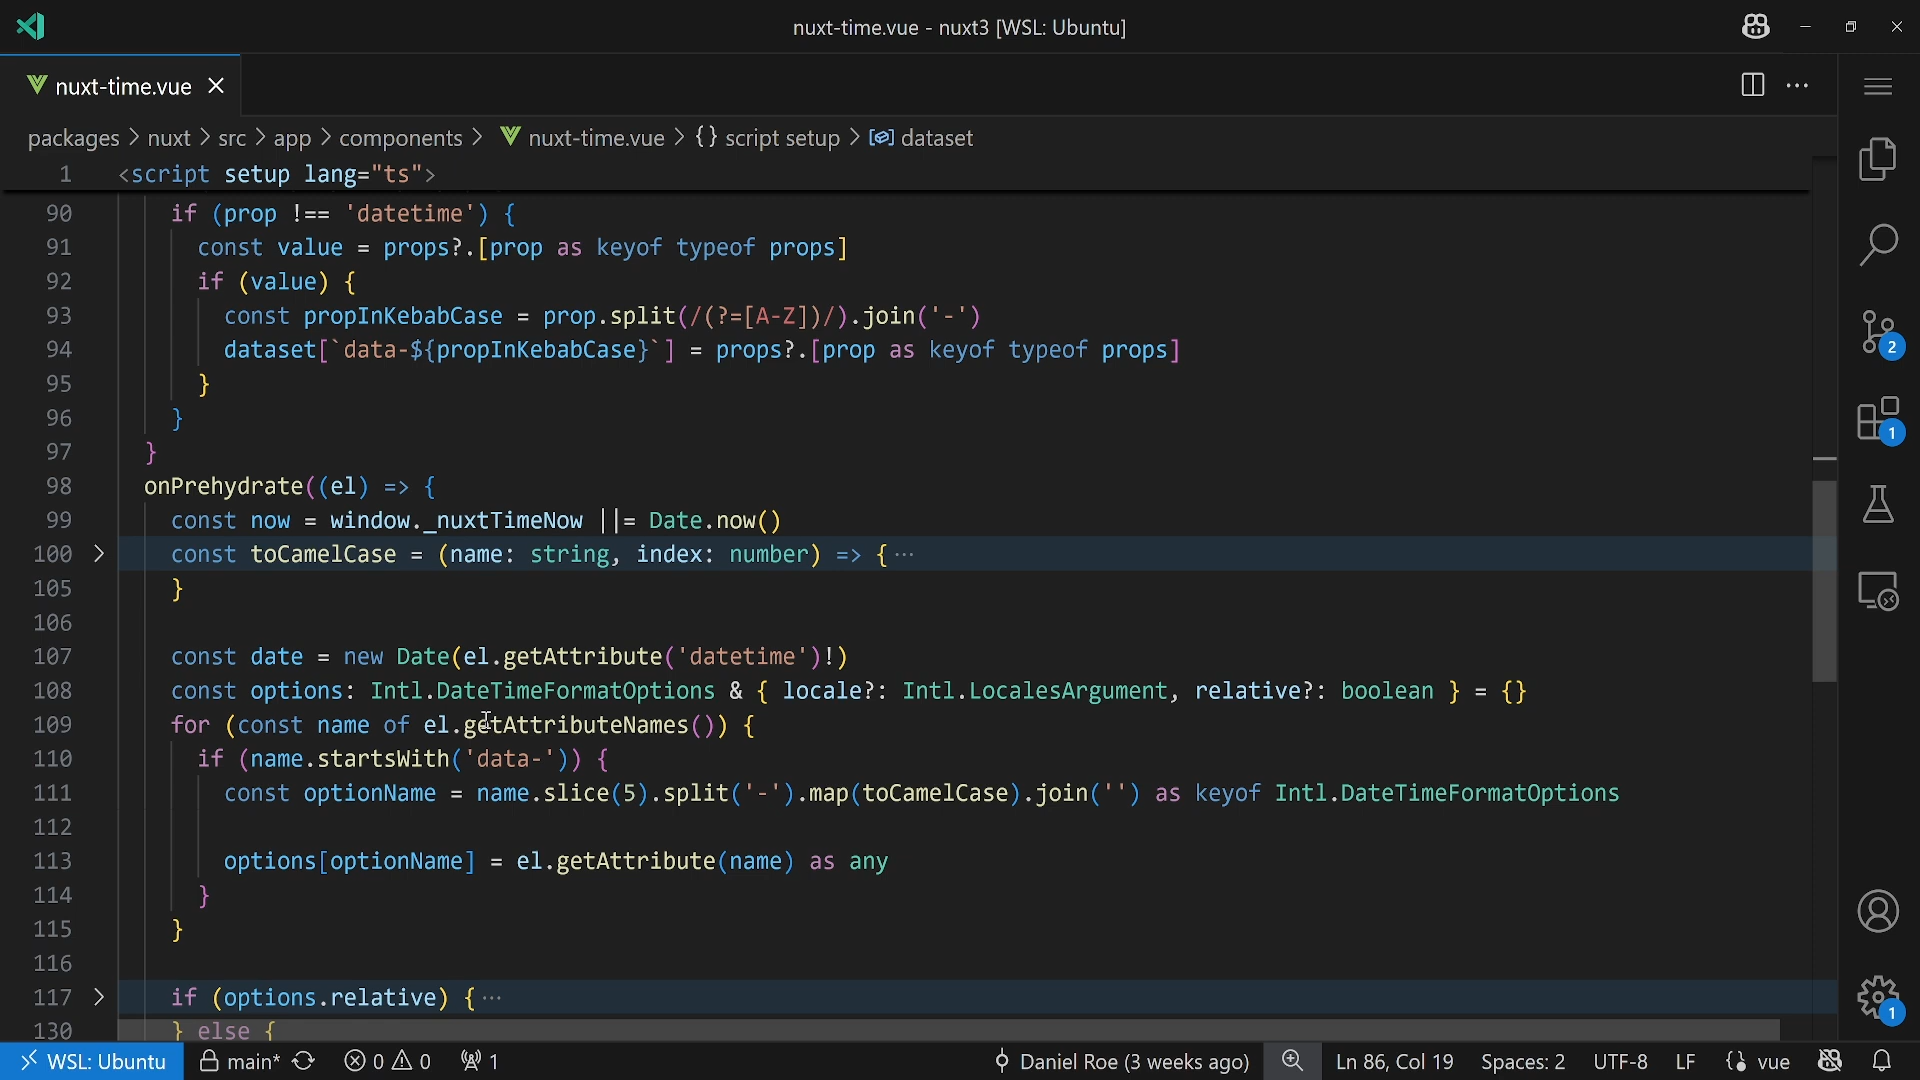 nuxt-time.vue - nuxt3 [WSL: Ubuntu]
nuxt-time.vue
packages > nuxt > src > app > components > nuxt-time.vue > {} script setup > dataset
1 <script setup lang="ts">
90 if (prop !== 'datetime') {
91 const value = props?.[prop as keyof typeof props]
92 if (value) {
93 const propInKebabCase = prop.split(/(?=[A-Z])/).join('-')
94 dataset[`data-${propInKebabCase}`] = props?.[prop as keyof typeof props]
95 }
96 }
97 }
98 onPrehydrate((el) => {
99 const now = window._nuxtTimeNow ||= Date.now()
100 const toCamelCase = (name: string, index: number) => { ⋯
105 }
106
107 const date = new Date(el.getAttribute('datetime')!)
108 const options: Intl.DateTimeFormatOptions & { locale?: Intl.LocalesArgument, relative?: boolean } = {}
109 for (const name of el.getAttributeNames()) {
110 if (name.startsWith('data-')) {
111 const optionName = name.slice(5).split('-').map(toCamelCase).join('') as keyof Intl.DateTimeFormatOptions
112
113 options[optionName] = el.getAttribute(name) as any
114 }
115 }
116
117 if (options.relative) { ⋯
130 } else {
2
1
1
WSL: Ubuntu main* 0 0 1 Daniel Roe (3 weeks ago) Ln 86, Col 19 Spaces: 2 UTF-8 LF vue